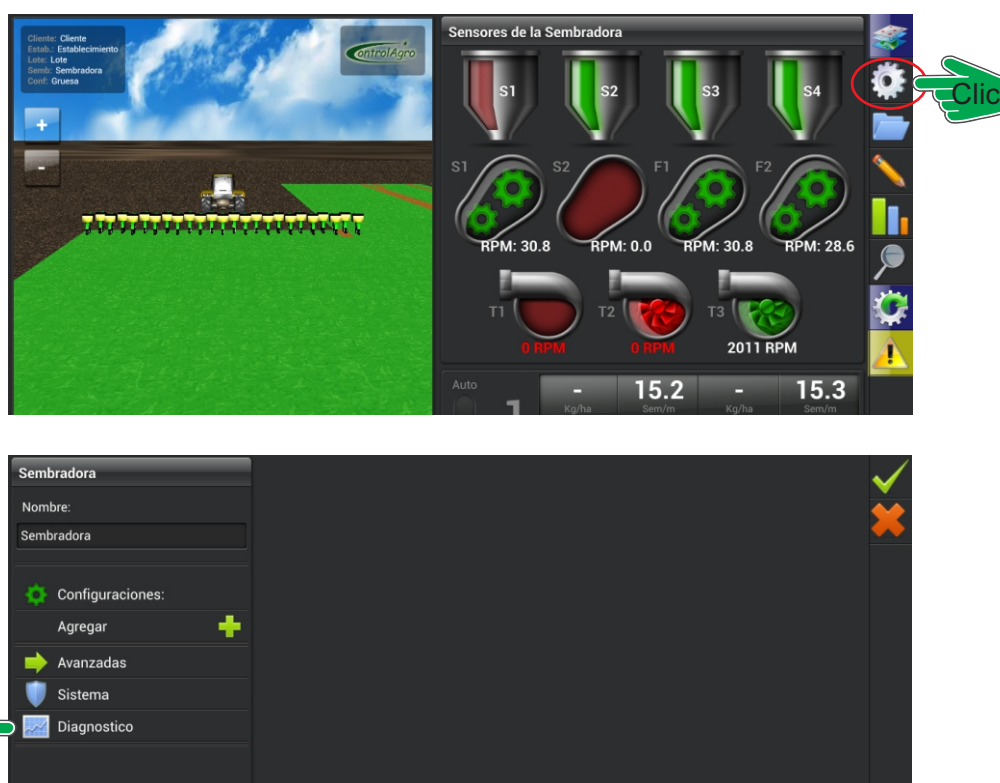 Cliente: Cliente
Estab.: Establecimiento
Lote: Lote
Semb: Sembradora
Conf: Gruesa
ControlAgro
+
-
Sensores de la Sembradora
S1 S2 S3 S4
S1 S2 F1 F2
RPM: 30.8 RPM: 0.0 RPM: 30.8 RPM: 28.6
T1 T2 T3
0 RPM 0 RPM 2011 RPM
Auto
1
- 15.2 - 15.3
Kg/ha Sem/m Kg/ha Sem/m
Clic
Sembradora
Nombre:
Sembradora
Configuraciones:
Agregar
Avanzadas
Sistema
Diagnostico